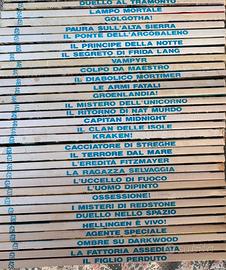 DUELLO AL TRAMONTO
LAMPO MORTALE
GOLGOTHA!
PAURA SULL'ALTA SIERRA
IL PONTE DELL'ARCOBALENO
IL PRINCIPE DELLA NOTTE
IL SEGRETO DI FRIDA LANG
VAMPYR
COLPO DA MAESTRO
IL DIABOLICO MORTIMER
LE ARMI FATALI
GROENLANDIA!
IL MISTERO DELL'UNICORNO
IL RITORNO DI NAT MURDO
CAPITAN MIDNIGHT
IL CLAN DELLE ISOLE
KRAKEN!
CACCIATORE DI STREGHE
IL TERRORE DAL MARE
L'EREDITÀ FITZMAYER
LA RAGAZZA SELVAGGIA
L'UCCELLO DI FUOCO
L'UOMO DIPINTO
OSSESSIONE!
I MISTERI DI REDSTONE
DUELLO NELLO SPAZIO
HELLINGEN È VIVO!
AGENTE SPECIALE
OMBRE SU DARKWOOD
LA FATTORIA ASSEDIATA
IL FIGLIO PERDUTO